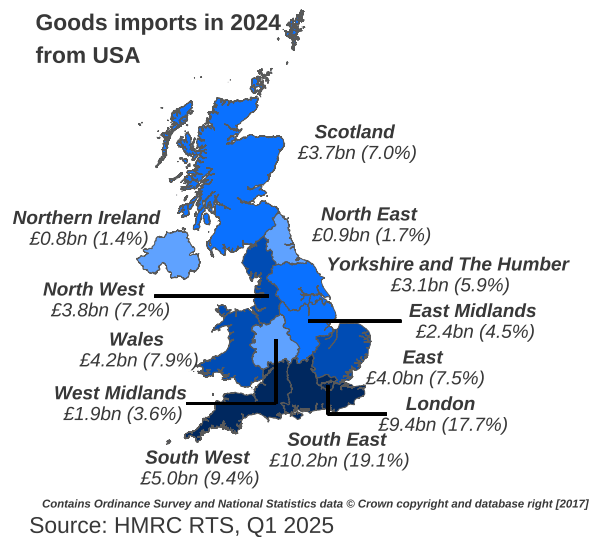 Goods imports in 2024
from USA
Scotland
£3.7bn (7.0%)
Northern Ireland
£0.8bn (1.4%)
North East
£0.9bn (1.7%)
Yorkshire and The Humber
£3.1bn (5.9%)
North West
£3.8bn (7.2%)
East Midlands
£2.4bn (4.5%)
Wales
£4.2bn (7.9%)
East
£4.0bn (7.5%)
West Midlands
£1.9bn (3.6%)
London
£9.4bn (17.7%)
South East
£10.2bn (19.1%)
South West
£5.0bn (9.4%)
Contains Ordinance Survey and National Statistics data © Crown copyright and database right [2017]
Source: HMRC RTS, Q1 2025